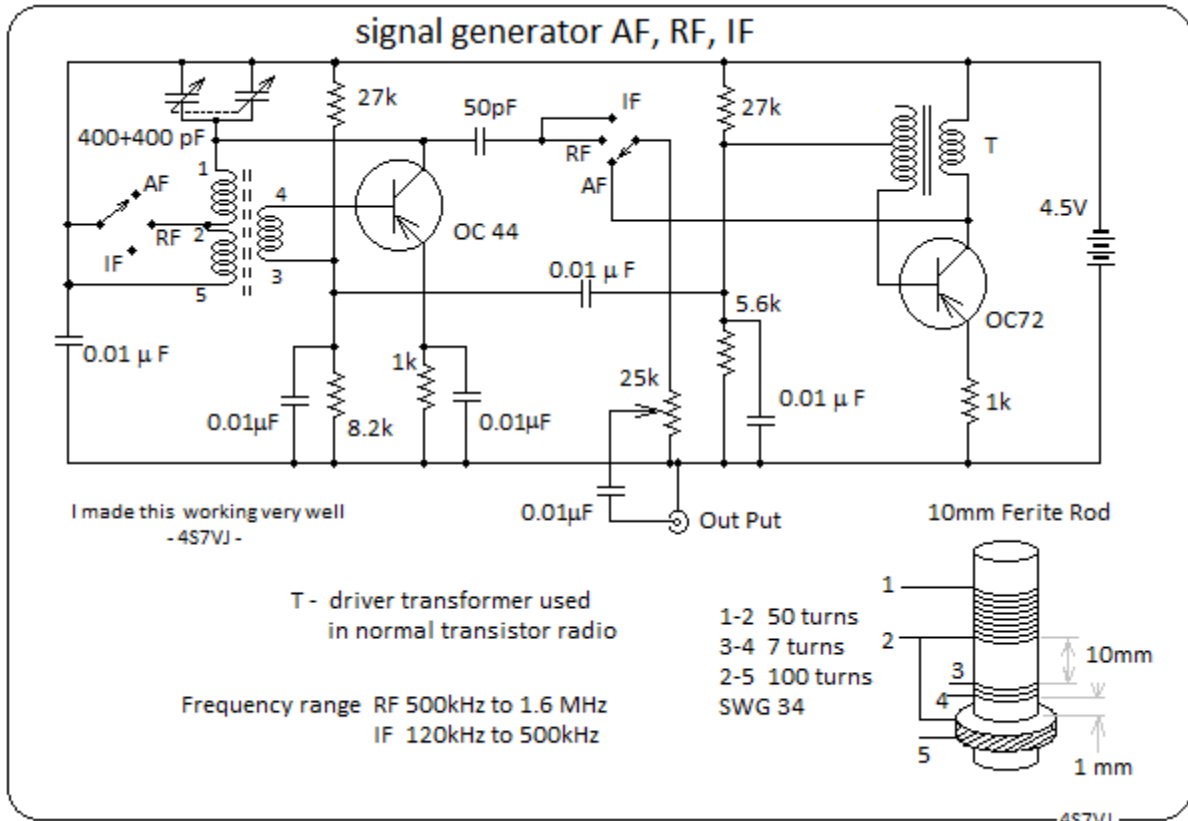 signal generator AF, RF, IF
27k
50pF
IF
27k
400+400 pF
RF
T
1
AF
AF
4
4.5V
OC 44
RF
2
IF
3
0.01 µ F
5
5.6k
OC72
0.01 µ F
1k
25k
0.01 µ F
1k
0.01µF
8.2k
0.01µF
I made this working very well
- 4S7VJ -
0.01µF
Out Put
10mm Ferite Rod
T - driver transformer used
in normal transistor radio
1
1-2 50 turns
3-4 7 turns
2-5 100 turns
SWG 34
2
10mm
3
4
Frequency range RF 500kHz to 1.6 MHz
IF 120kHz to 500kHz
5
1 mm
4S7VJ